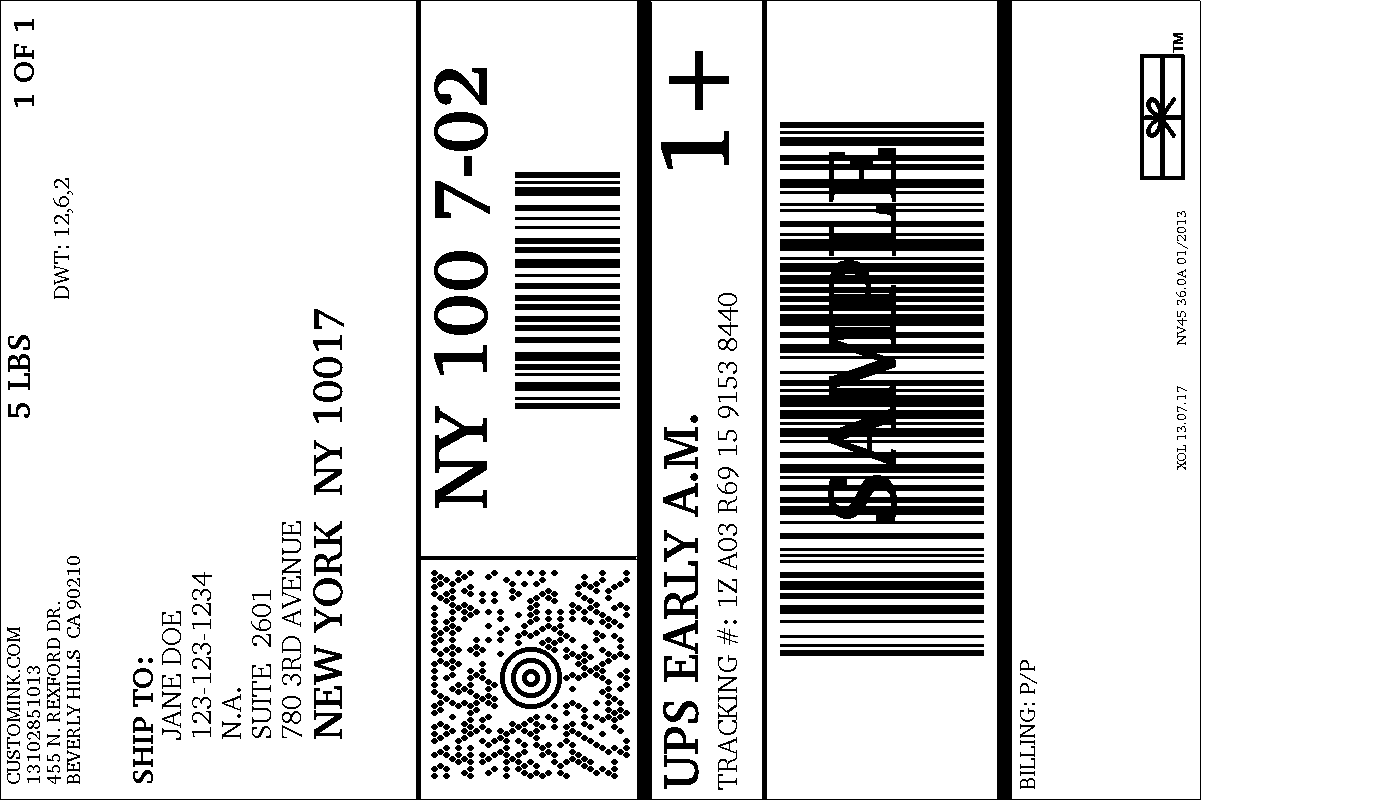 CUSTOMINK.COM
13102851013
455 N. REXFORD DR.
BEVERLY HILLS CA 90210
5 LBS
1 OF 1
DWT: 12,6,2
SHIP TO:
JANE DOE
123-123-1234
N.A.
SUITE 2601
780 3RD AVENUE
NEW YORK NY 10017
NY 100 7-02
UPS EARLY A.M.
TRACKING #: 1Z A03 R69 15 9153 8440
1+
SAMPLE
BILLING: P/P
XOL 13.07.17 NV45 36.0A 01/2013
TM